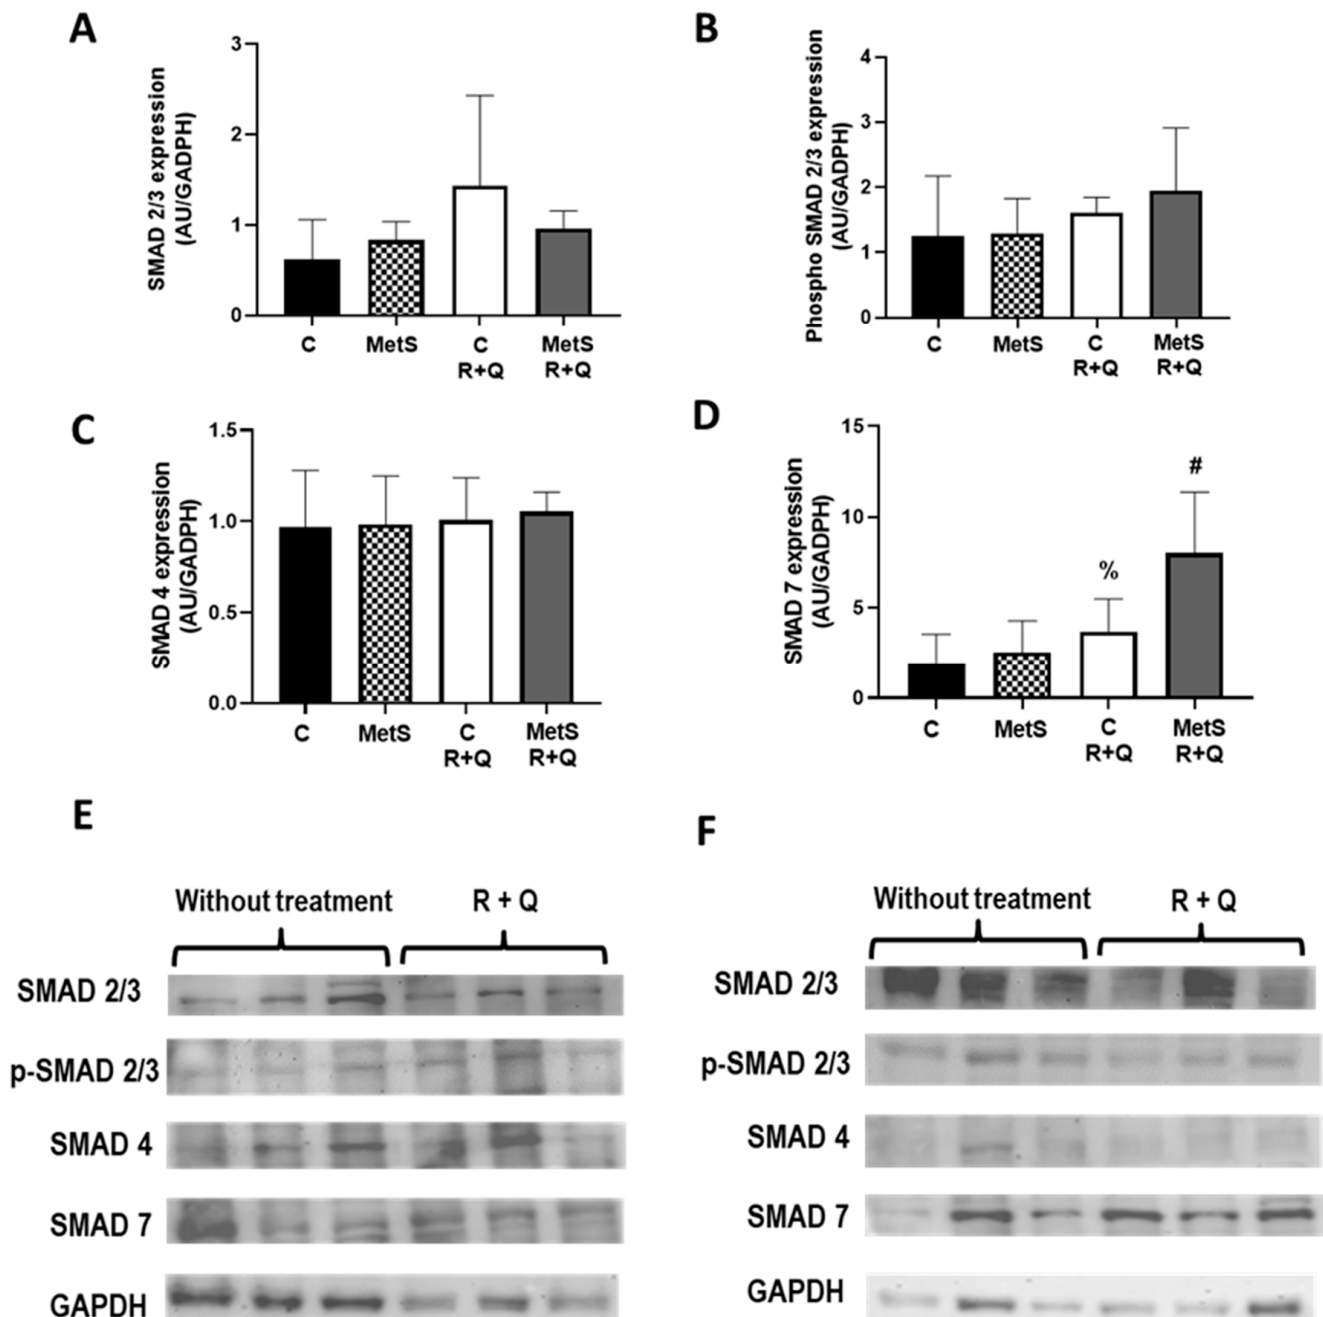 A
SMAD 2/3 expression
(AU/GADPH)
3
2
1
0
C
MetS
C
R+Q
MetS
R+Q
B
Phospho SMAD 2/3 expression
(AU/GADPH)
4
3
2
1
0
C
MetS
C
R+Q
MetS
R+Q
C
SMAD 4 expression
(AU/GADPH)
1.5
1.0
0.5
0.0
C
MetS
C
R+Q
MetS
R+Q
D
SMAD 7 expression
(AU/GADPH)
15
10
5
0
%
#
C
MetS
C
R+Q
MetS
R+Q
E
Without treatment
R + Q
SMAD 2/3
p-SMAD 2/3
SMAD 4
SMAD 7
GAPDH
F
Without treatment
R + Q
SMAD 2/3
p-SMAD 2/3
SMAD 4
SMAD 7
GAPDH